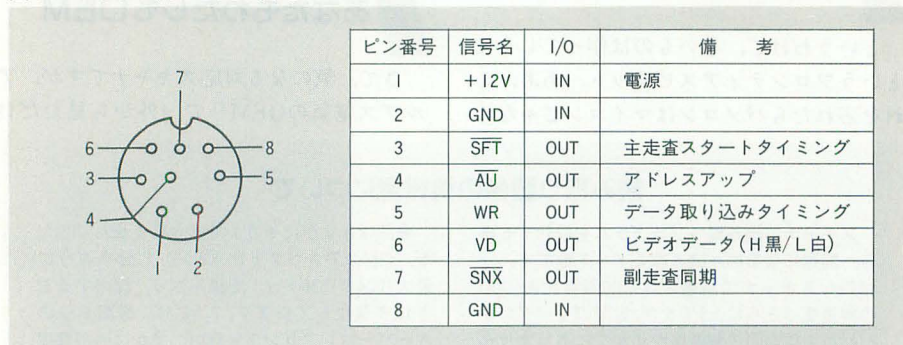 7
6
8
3
5
4
1
2
ピン番号 信号名 I/O 備考
1 +12V IN 電源
2 GND IN
3 S̅F̅T̅ OUT 主走査スタートタイミング
4 A̅U̅ OUT アドレスアップ
5 WR OUT データ取り込みタイミング
6 VD OUT ビデオデータ(H黒/L白)
7 S̅N̅X̅ OUT 副走査同期
8 GND IN